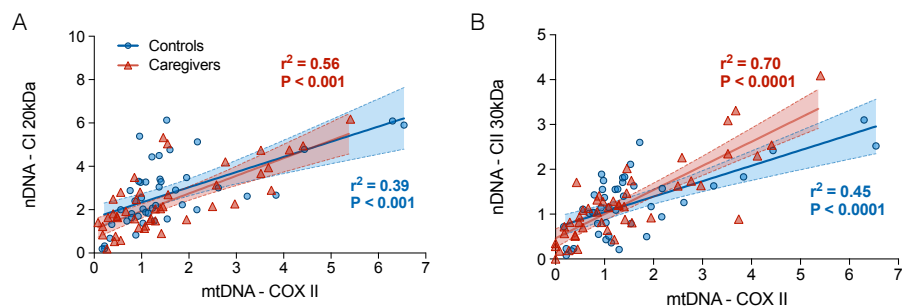 A
nDNA - CI 20kDa
10
8
6
4
2
0
Controls
Caregivers
r² = 0.56
P < 0.001
r² = 0.39
P < 0.001
0 1 2 3 4 5 6 7
mtDNA - COX II
B
nDNA - CII 30kDa
5
4
3
2
1
0
r² = 0.70
P < 0.0001
r² = 0.45
P < 0.0001
0 1 2 3 4 5 6 7
mtDNA - COX II